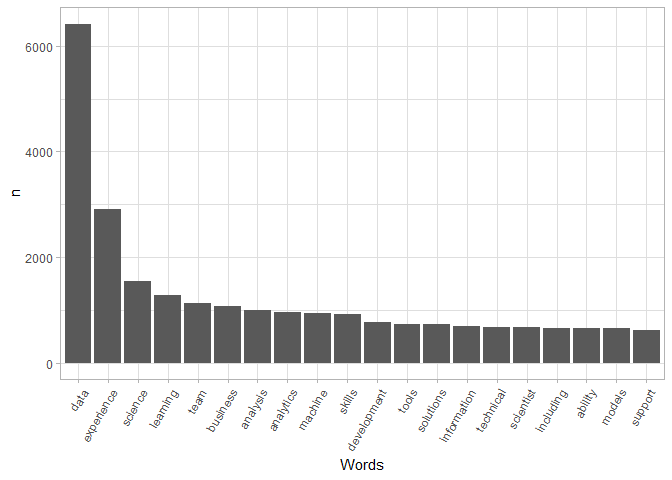 6000
4000
2000
0
n
data
experience
science
learning
team
business
analysis
analytics
machine
skills
development
tools
solutions
information
technical
scientist
including
ability
models
support
Words